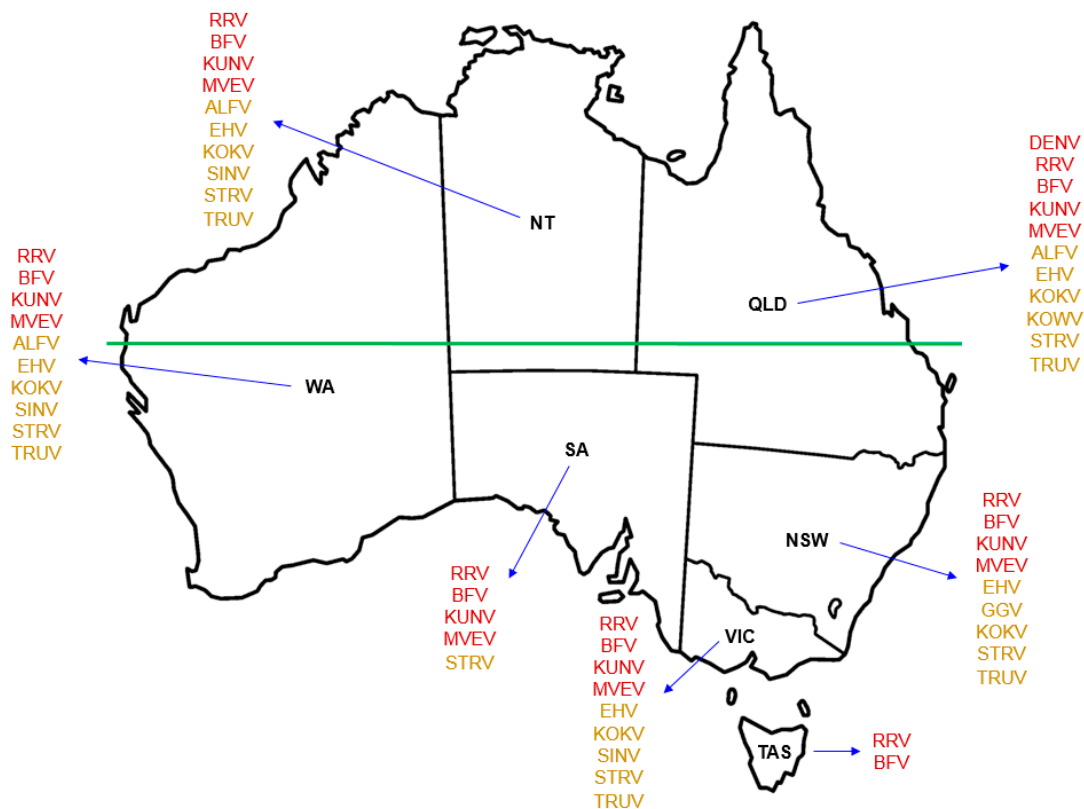 RRV
BFV
KUNV
MVEV
ALFV
EHV
KOKV
SINV
STRV
TRUV
NT
DENV
RRV
BFV
KUNV
MVEV
ALFV
EHV
KOKV
KOWV
STRV
TRUV
QLD
RRV
BFV
KUNV
MVEV
ALFV
EHV
KOKV
SINV
STRV
TRUV
WA
SA
RRV
BFV
KUNV
MVEV
STRV
NSW
RRV
BFV
KUNV
MVEV
EHV
GGV
KOKV
STRV
TRUV
VIC
RRV
BFV
KUNV
MVEV
EHV
KOKV
SINV
STRV
TRUV
TAS
RRV
BFV